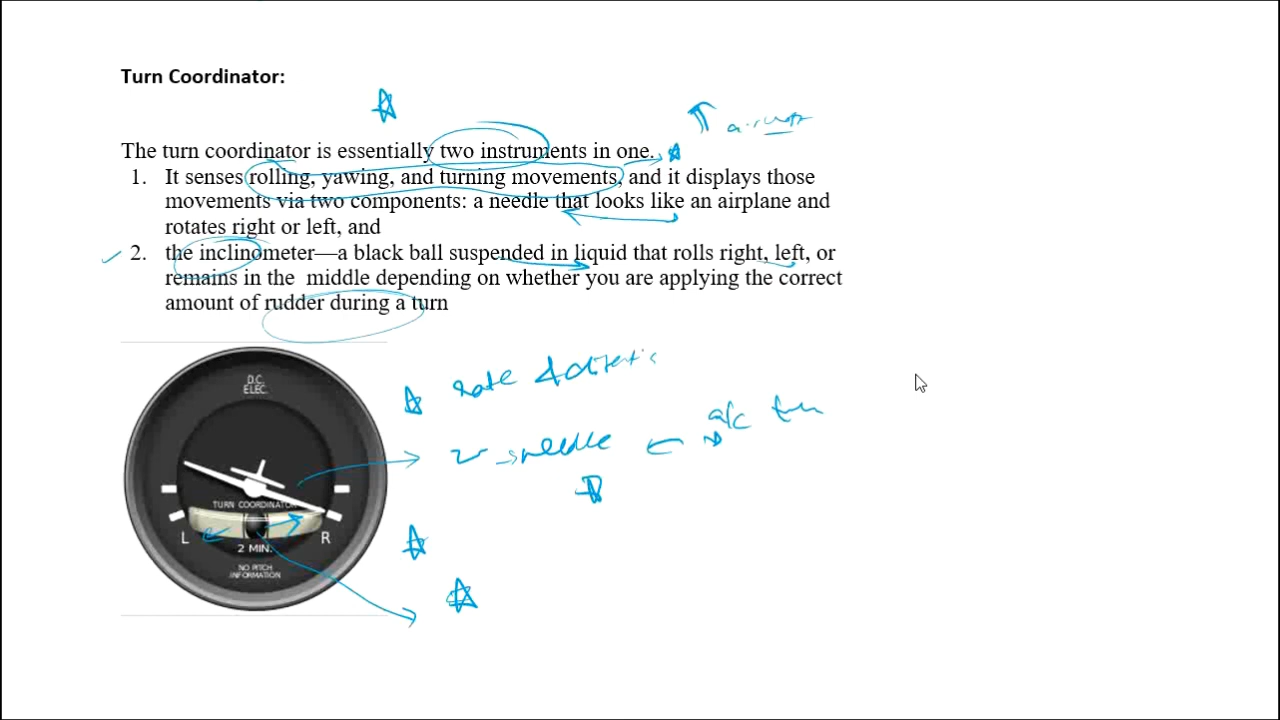 Turn Coordinator:
aircraft
The turn coordinator is essentially two instruments in one.
1. It senses rolling, yawing, and turning movements, and it displays those
movements via two components: a needle that looks like an airplane and
rotates right or left, and
2. the inclinometer—a black ball suspended in liquid that rolls right, left, or
remains in the middle depending on whether you are applying the correct
amount of rudder during a turn
D.C.
ELEC.
rate & directi
needle
a/c turn
TURN COORDINATOR
L R
2 MIN.
NO PITCH
INFORMATION